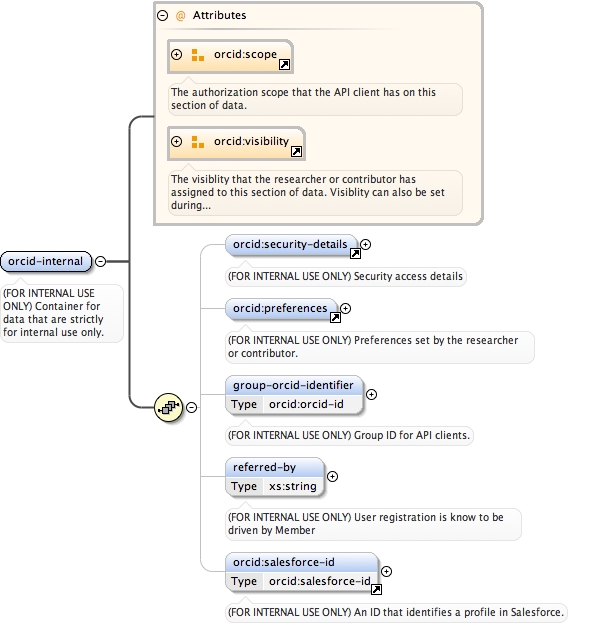 Attributes
orcid:scope
The authorization scope that the API client has on this
section of data.
orcid:visibility
The visiblity that the researcher or contributor has
assigned to this section of data. Visiblity can also be set
during...
orcid-internal
(FOR INTERNAL USE
ONLY) Container for
data that are strictly
for internal use only.
orcid:security-details
(FOR INTERNAL USE ONLY) Security access details
orcid:preferences
(FOR INTERNAL USE ONLY) Preferences set by the researcher
or contributor.
group-orcid-identifier
Type orcid:orcid-id
(FOR INTERNAL USE ONLY) Group ID for API clients.
referred-by
Type xs:string
(FOR INTERNAL USE ONLY) User registration is know to be
driven by Member
orcid:salesforce-id
Type orcid:salesforce-id
(FOR INTERNAL USE ONLY) An ID that identifies a profile in Salesforce.